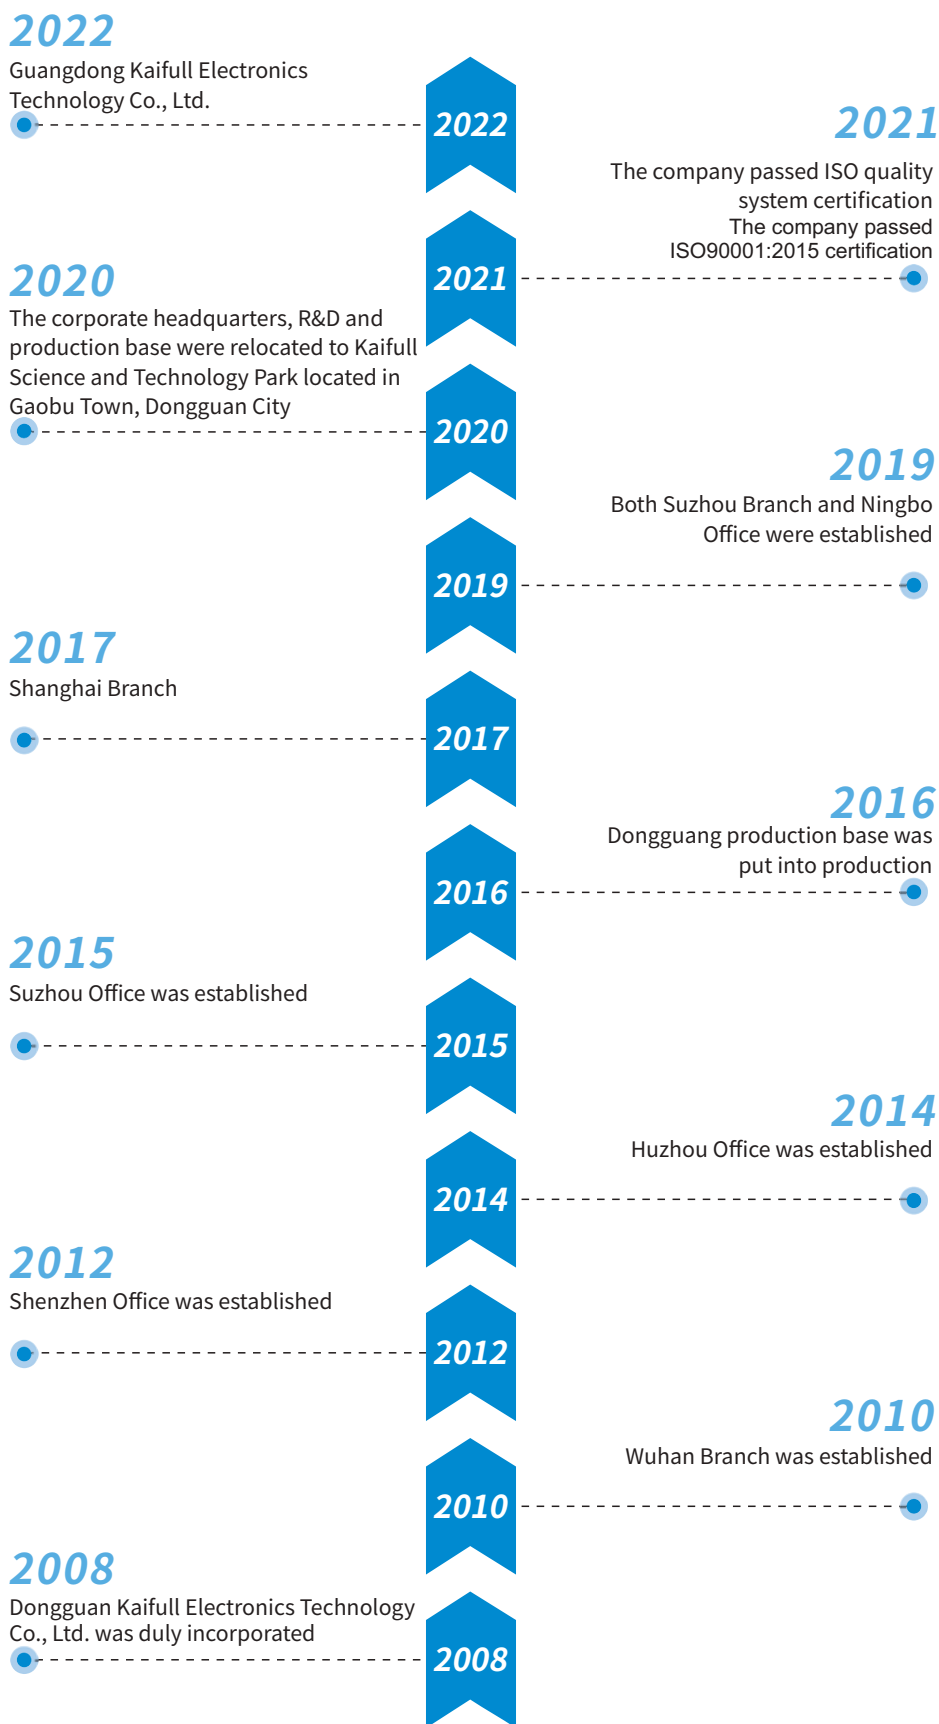 2022
Guangdong Kaifull Electronics
Technology Co., Ltd.
2022
2021
The company passed ISO quality
system certification
The company passed
ISO90001:2015 certification
2021
2020
The corporate headquarters, R&D and
production base were relocated to Kaifull
Science and Technology Park located in
Gaobu Town, Dongguan City
2020
2019
Both Suzhou Branch and Ningbo
Office were established
2019
2017
Shanghai Branch
2017
2016
Dongguang production base was
put into production
2016
2015
Suzhou Office was established
2015
2014
Huzhou Office was established
2014
2012
Shenzhen Office was established
2012
2010
Wuhan Branch was established
2010
2008
Dongguan Kaifull Electronics Technology
Co., Ltd. was duly incorporated
2008